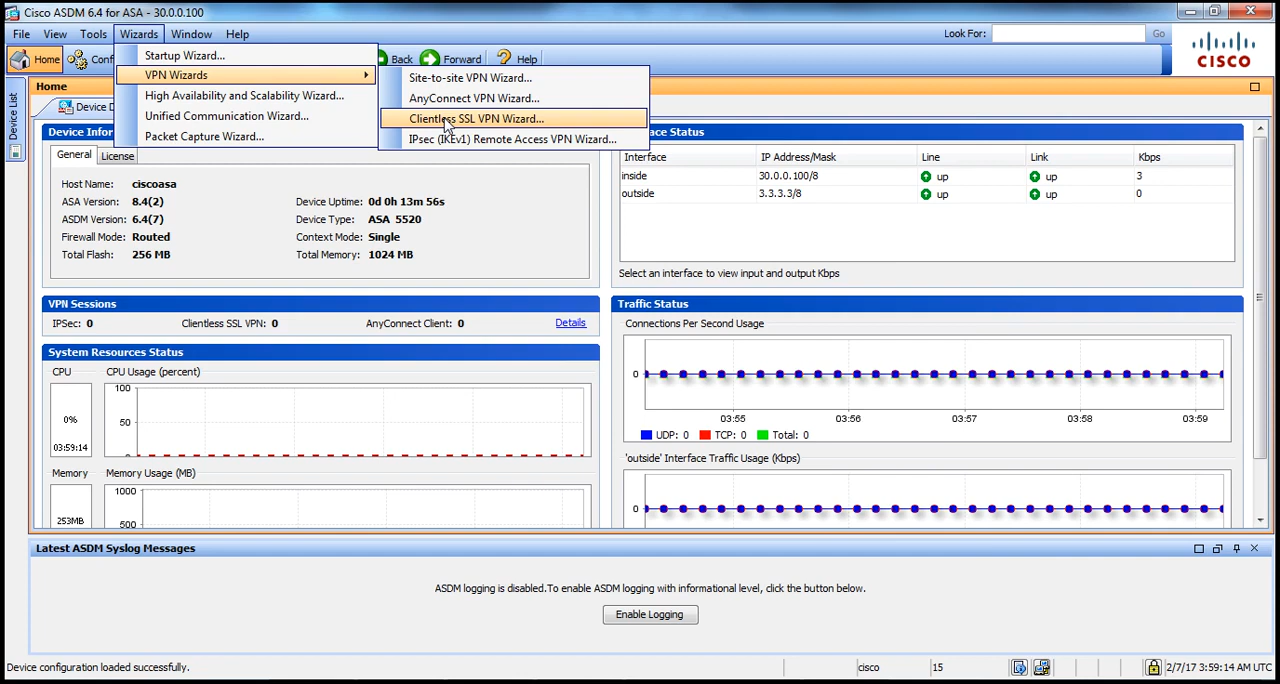 Cisco ASDM 6.4 for ASA - 30.0.0.100
File View Tools Wizards Window Help
Look For:
Go
Home
Back Forward Help
CISCO
Startup Wizard...
VPN Wizards
High Availability and Scalability Wizard...
Unified Communication Wizard...
Packet Capture Wizard...
Site-to-site VPN Wizard...
AnyConnect VPN Wizard...
Clientless SSL VPN Wizard...
IPsec (IKEv1) Remote Access VPN Wizard...
Device List
Home
General License
Host Name: ciscoasa
ASA Version: 8.4(2) Device Uptime: 0d 0h 13m 56s
ASDM Version: 6.4(7) Device Type: ASA 5520
Firewall Mode: Routed Context Mode: Single
Total Flash: 256 MB Total Memory: 1024 MB
Interface IP Address/Mask Line Link Kbps
inside 30.0.0.100/8 up up 3
outside 3.3.3.3/8 up up 0
Select an interface to view input and output Kbps
VPN Sessions
IPSec: 0 Clientless SSL VPN: 0 AnyConnect Client: 0 Details
System Resources Status
CPU CPU Usage (percent)
100
50
0%
03:59:14
Memory Memory Usage (MB)
1000
500
253MB
Traffic Status
Connections Per Second Usage
0
03:55 03:56 03:57 03:58 03:59
UDP: 0 TCP: 0 Total: 0
'outside' Interface Traffic Usage (Kbps)
0
Latest ASDM Syslog Messages
ASDM logging is disabled.To enable ASDM logging with informational level, click the button below.
Enable Logging
Device configuration loaded successfully.
cisco 15 2/7/17 3:59:14 AM UTC